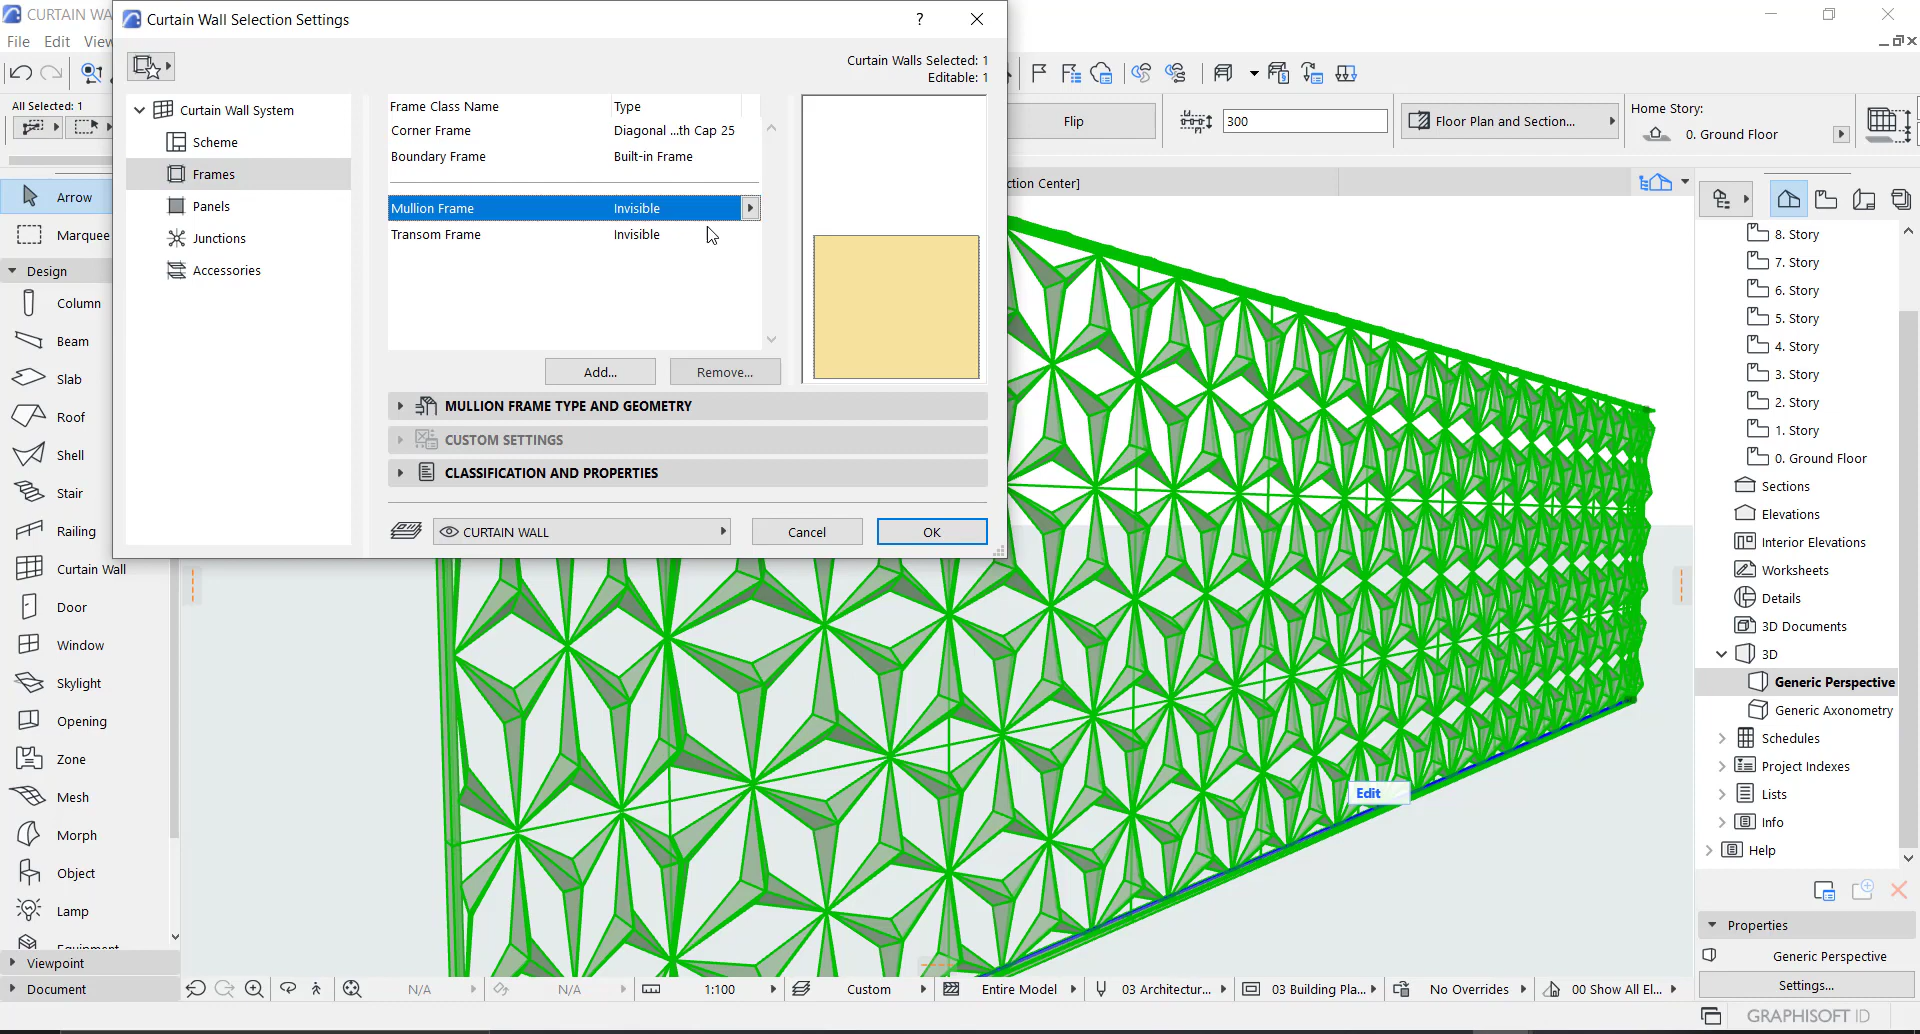 CURTAIN WA
Curtain Wall Selection Settings
?
File Edit View
Curtain Walls Selected: 1
Editable: 1
All Selected: 1
Curtain Wall System
Scheme
Frames
Panels
Junctions
Accessories
Frame Class Name Type
Corner Frame Diagonal ...th Cap 25
Boundary Frame Built-in Frame
Mullion Frame Invisible
Transom Frame Invisible
Add... Remove...
MULLION FRAME TYPE AND GEOMETRY
CUSTOM SETTINGS
CLASSIFICATION AND PROPERTIES
CURTAIN WALL Cancel OK
Flip
300
Floor Plan and Section...
Home Story:
0. Ground Floor
ction Center]
Arrow
Marquee
Design
Column
Beam
Slab
Roof
Shell
Stair
Railing
Curtain Wall
Door
Window
Skylight
Opening
Zone
Mesh
Morph
Object
Lamp
Equipment
Viewpoint
Document
Edit
8. Story
7. Story
6. Story
5. Story
4. Story
3. Story
2. Story
1. Story
0. Ground Floor
Sections
Elevations
Interior Elevations
Worksheets
Details
3D Documents
3D
Generic Perspective
Generic Axonometry
Schedules
Project Indexes
Lists
Info
Help
Properties
Generic Perspective
Settings...
N/A N/A 1:100 Custom Entire Model 03 Architectur... 03 Building Pla... No Overrides 00 Show All El...
GRAPHISOFT ID